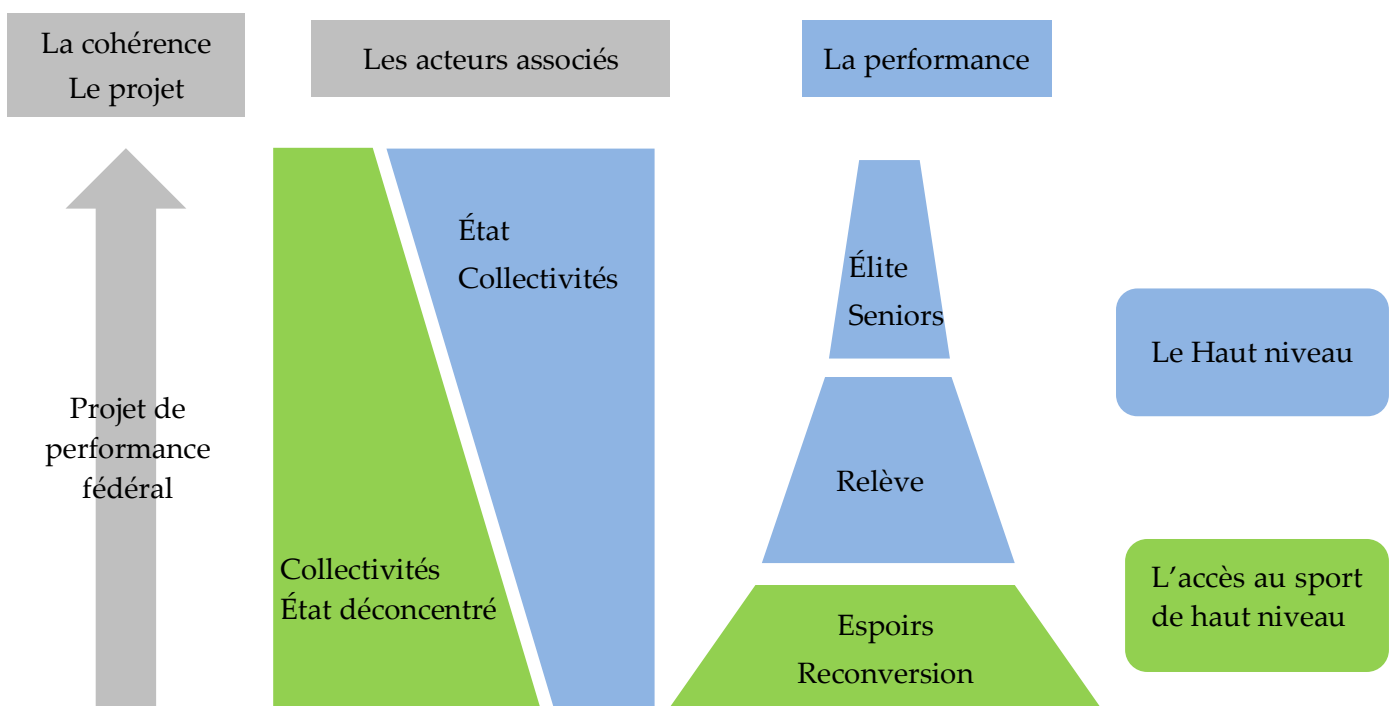 La cohérence
Le projet
Les acteurs associés
La performance
État
Collectivités
Élite
Seniors
Le Haut niveau
Projet de
performance
fédéral
Relève
Collectivités
État déconcentré
L’accès au sport
de haut niveau
Espoirs
Reconversion